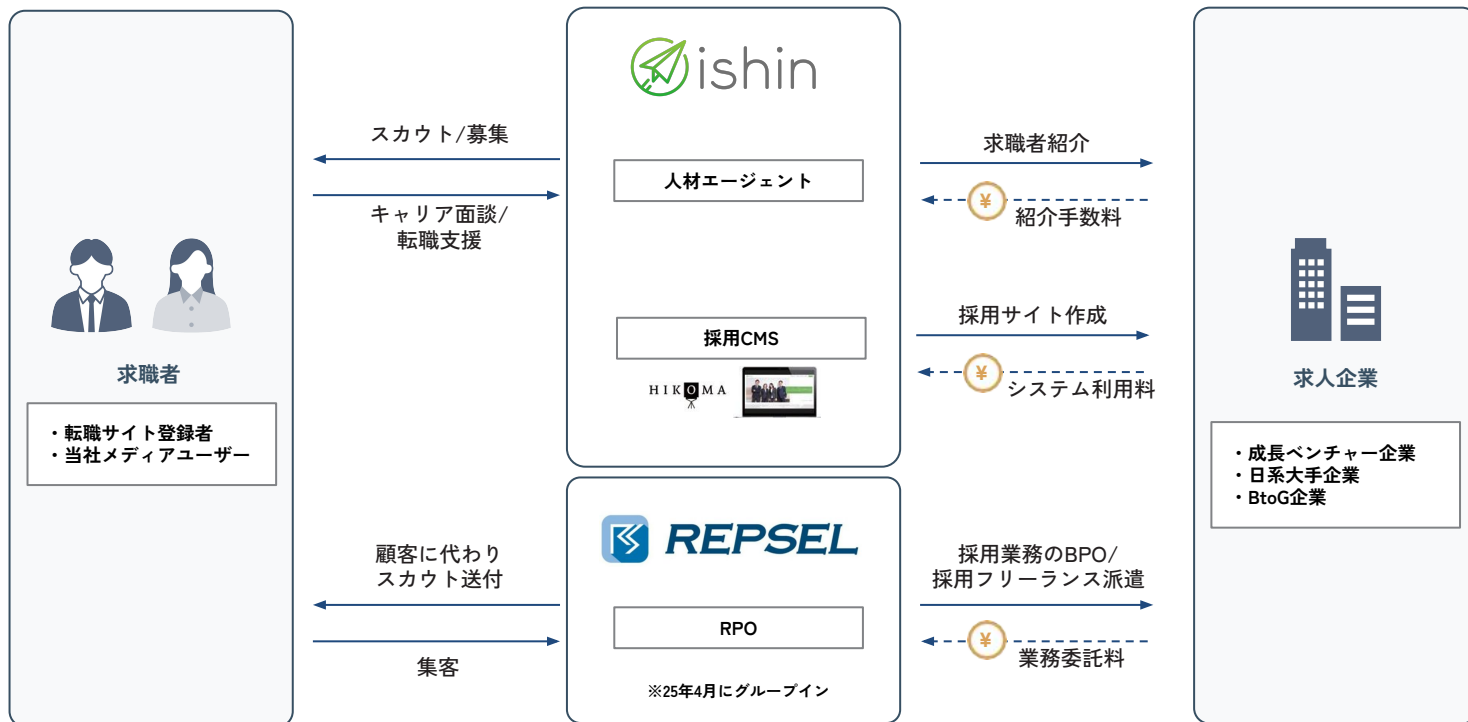 求職者
・転職サイト登録者
・当社メディアユーザー
スカウト/募集
キャリア面談/
転職支援
顧客に代わり
スカウト送付
集客
ishin
人材エージェント
採用CMS
HIKOMA
REPSEL
RPO
※25年4月にグループイン
求職者紹介
¥
紹介手数料
採用サイト作成
¥
システム利用料
採用業務のBPO/
採用フリーランス派遣
¥
業務委託料
求人企業
・成長ベンチャー企業
・日系大手企業
・BtoG企業